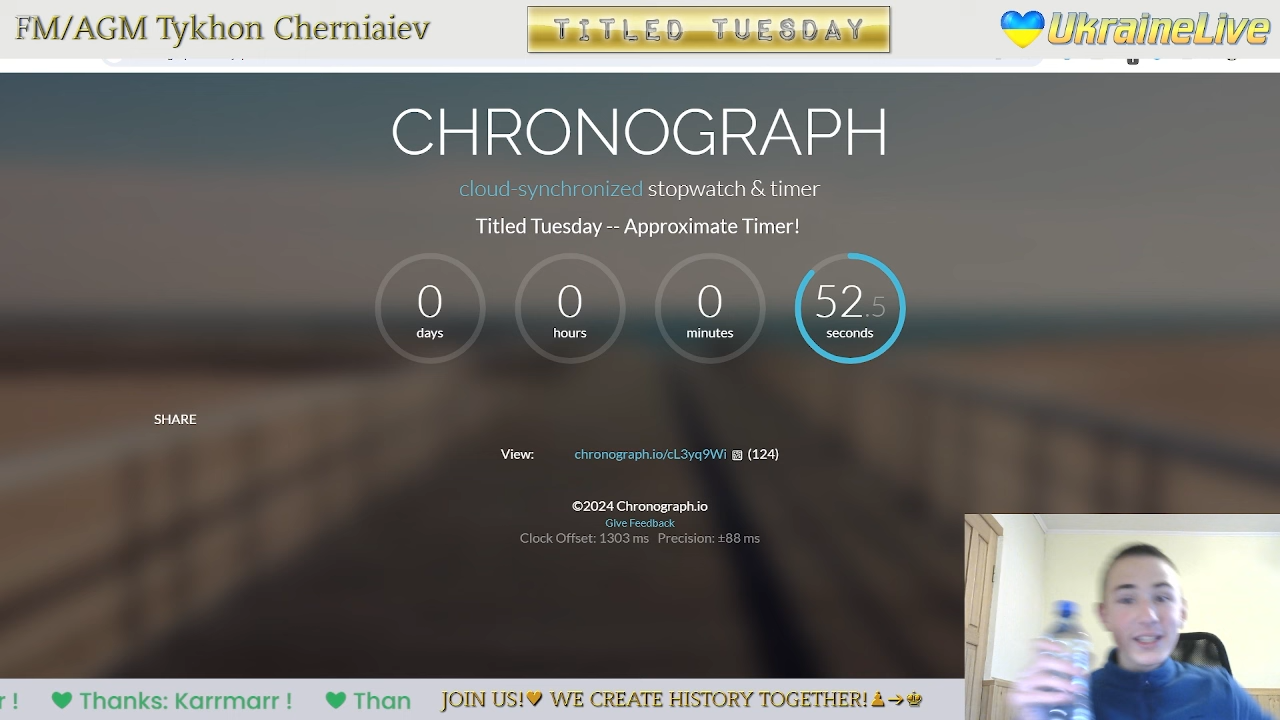 FM/AGM Tykhon Cherniaiev
TITLED TUESDAY
UkraineLive
CHRONOGRAPH
cloud-synchronized stopwatch & timer
Titled Tuesday -- Approximate Timer!
0
days
0
hours
0
minutes
52.5
seconds
SHARE
View: chronograph.io/cL3yq9Wi (124)
©2024 Chronograph.io
Give Feedback
Clock Offset: 1303 ms Precision: ±88 ms
r ! 💚 Thanks: Karrmarr ! 💚 Than
JOIN US!♥ WE CREATE HISTORY TOGETHER!♟→♚